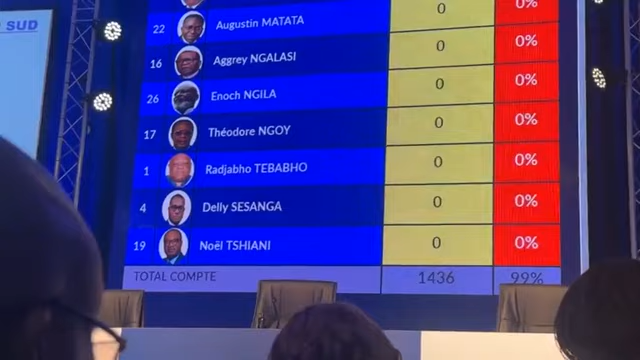 SUD
0 0%
22 Augustin MATATA 0 0%
16 Aggrey NGALASI 0 0%
26 Enoch NGILA 0 0%
17 Théodore NGOY 0 0%
1 Radjabho TEBABHO 0 0%
4 Delly SESANGA 0 0%
19 Noël TSHIANI 0 0%
TOTAL COMPTE 1436 99%